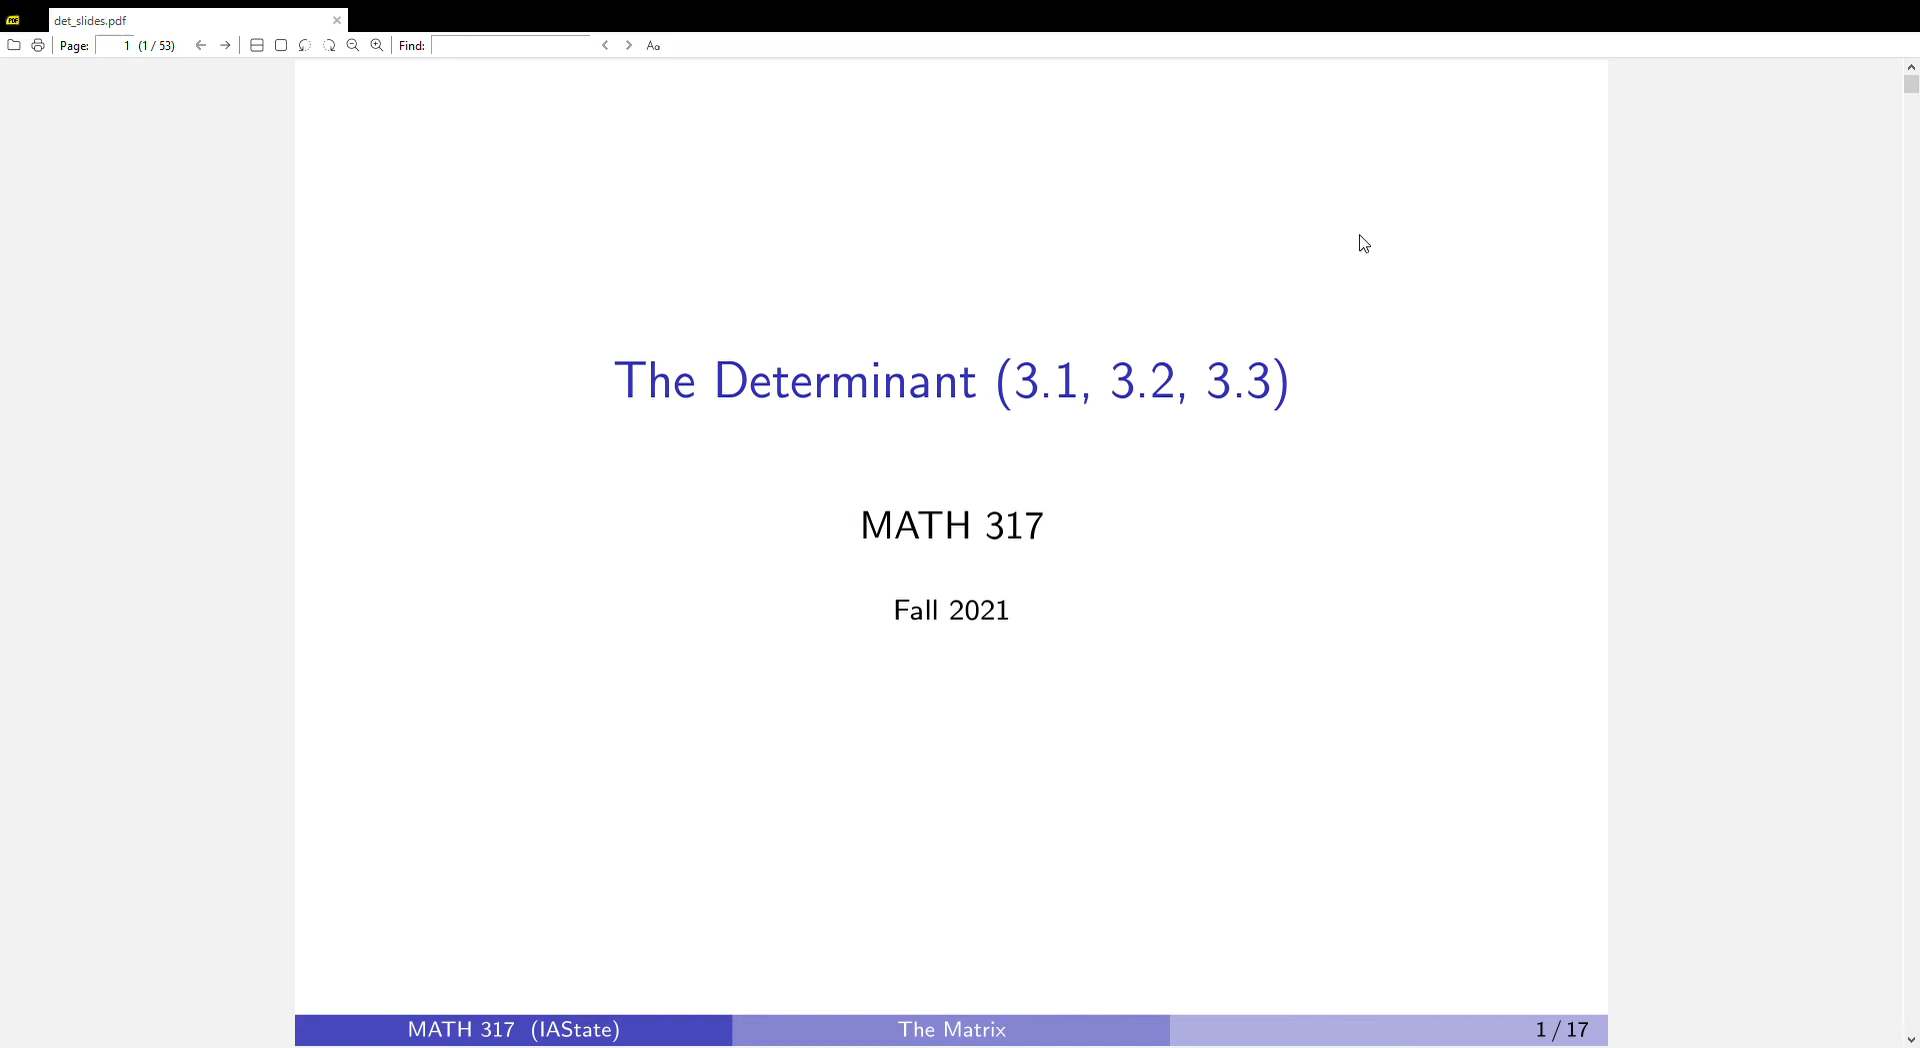 det_slides.pdf
Page: 1 (1 / 53) Find: Aa
The Determinant (3.1, 3.2, 3.3)
MATH 317
Fall 2021
MATH 317 (IAState) The Matrix 1 / 17